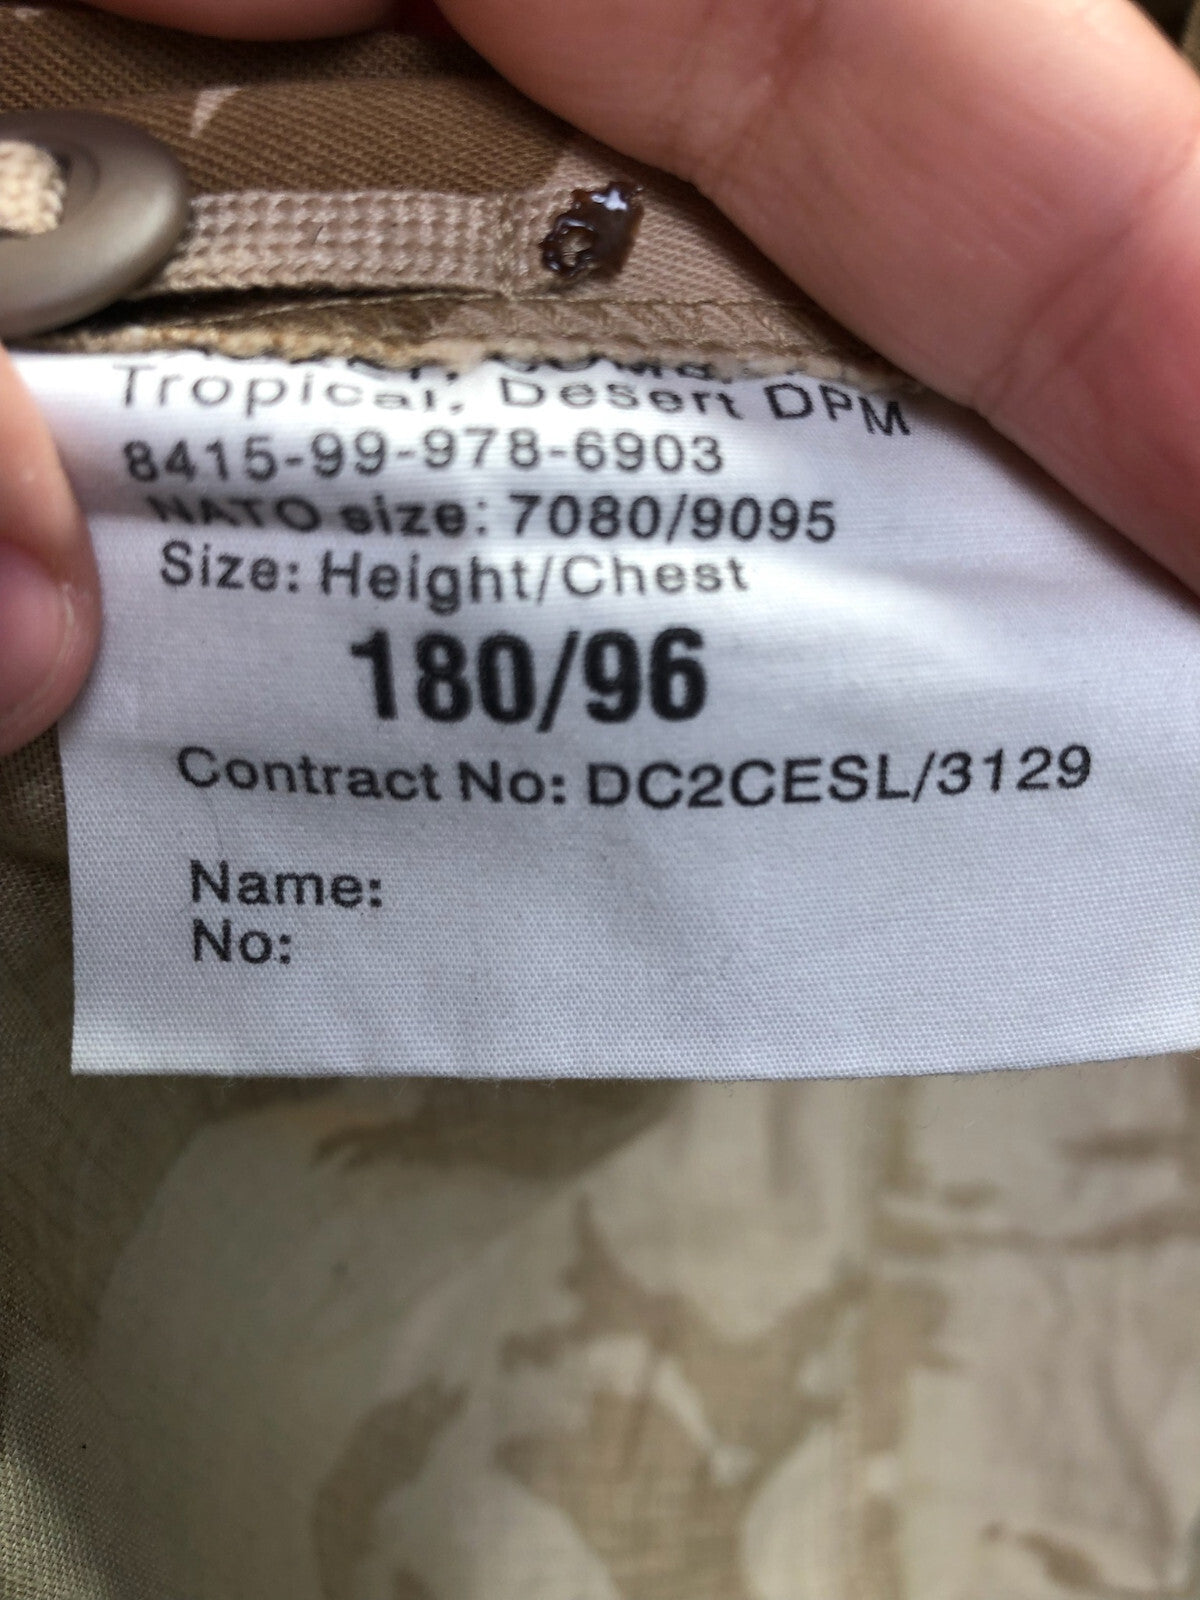 Tropical, Desert DPM
8415-99-978-6903
NATO size: 7080/9095
Size: Height/Chest
180/96
Contract No: DC2CESL/3129
Name:
No: